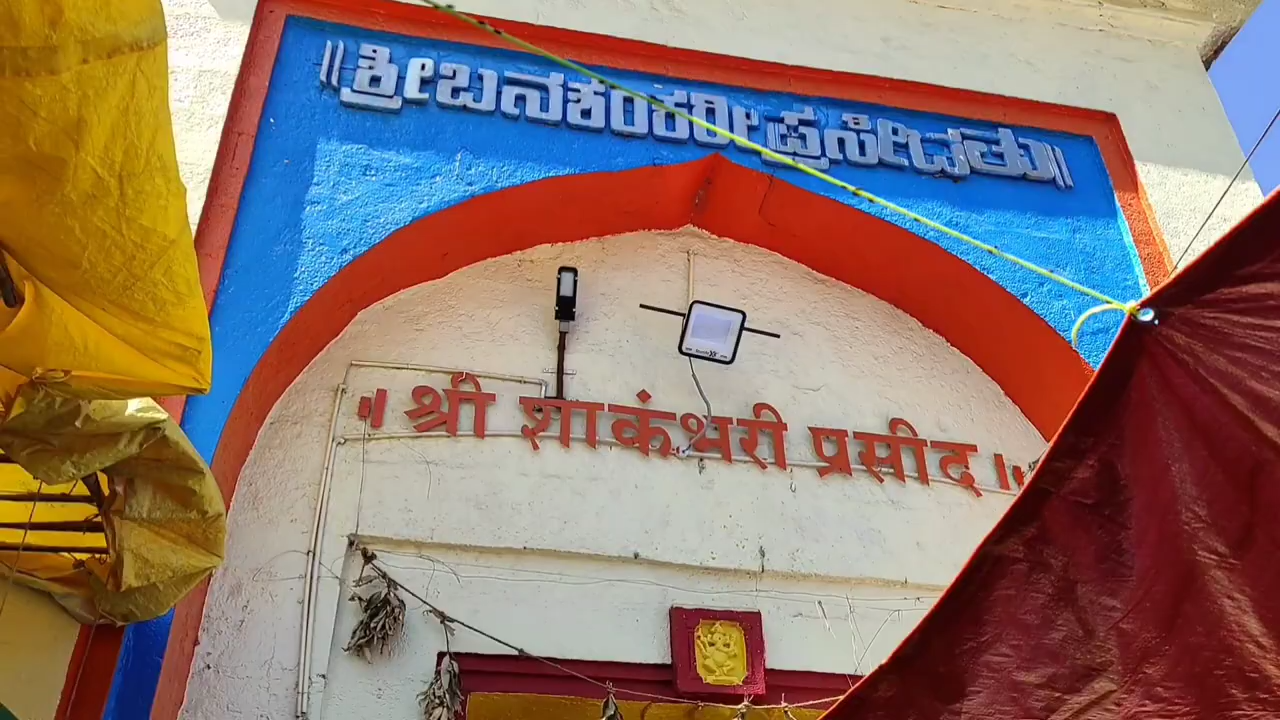 ॥ ಶ್ರೀ ಬನಶಂಕರೀ ಪ್ರಸೀದತು ॥
॥ श्री शाकंभरी प्रसीद ॥